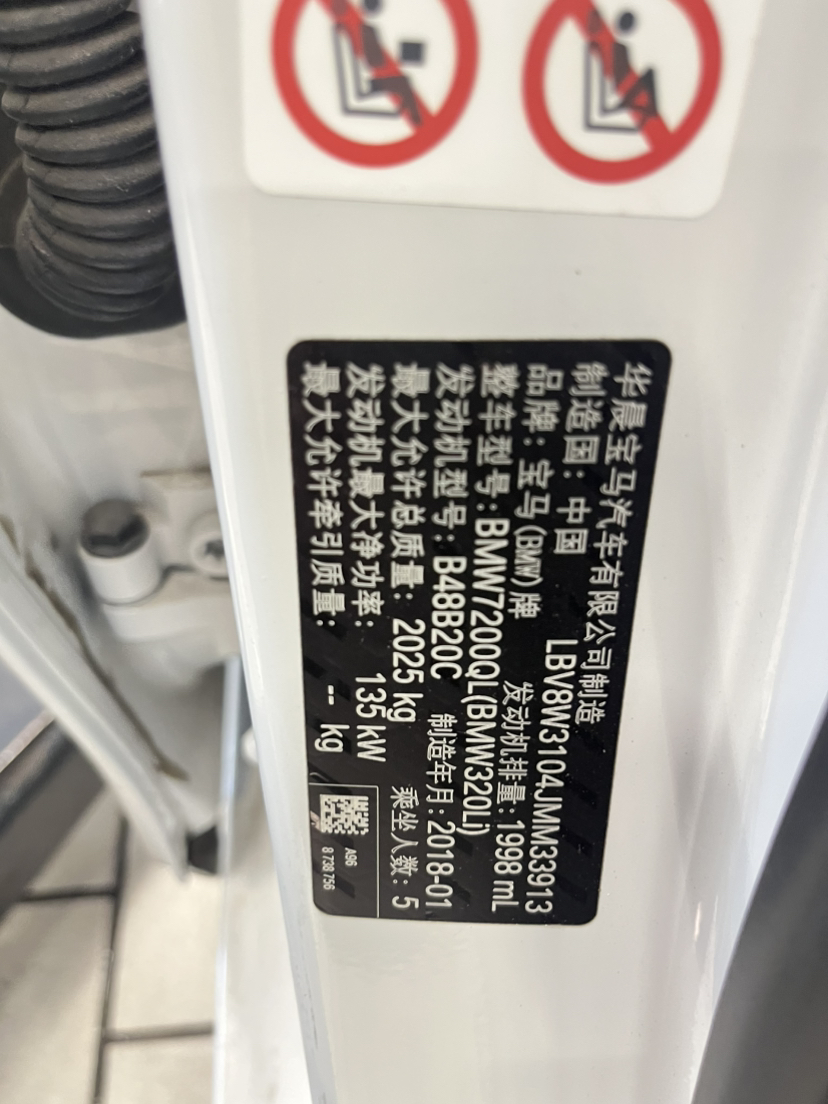 华晨宝马汽车有限公司制造
制造国：中国 LBV8W3104JMM33913
品牌：宝马(BMW)牌 发动机排量：1998 mL
整车型号：BMW7200QL(BMW320Li)
发动机型号：B48B20C 制造年月：2018-01
最大允许总质量：2025 kg 乘坐人数：5
发动机最大净功率：135 kW
最大允许牵引质量：-- kg
A96
8 738 756